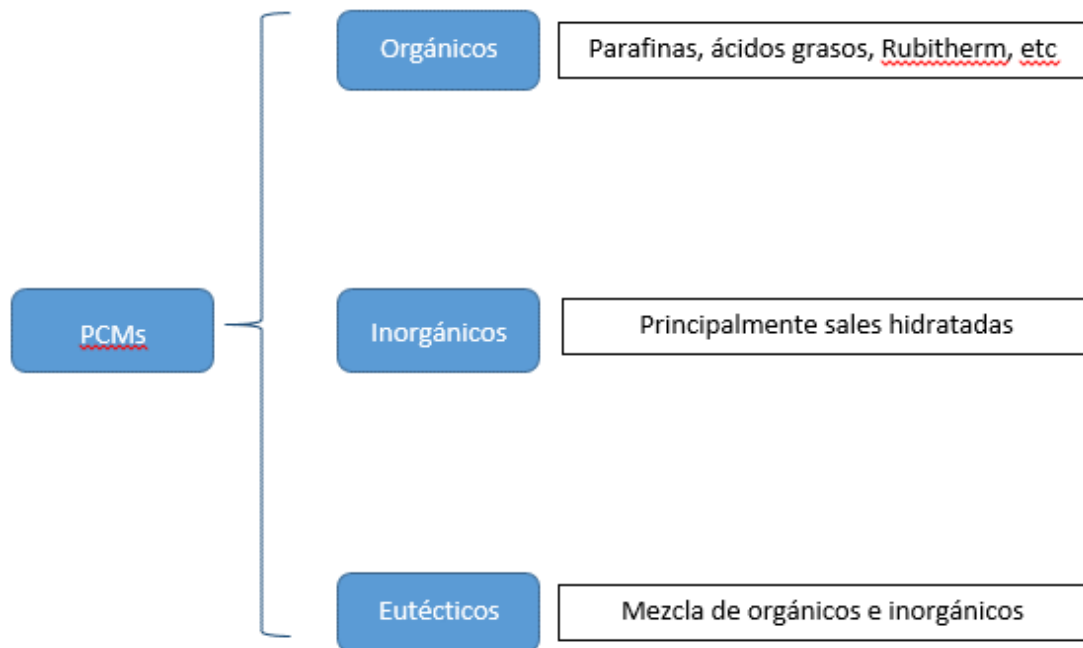 Orgánicos
Parafinas, ácidos grasos, Rubitherm, etc
PCMs
Inorgánicos
Principalmente sales hidratadas
Eutécticos
Mezcla de orgánicos e inorgánicos